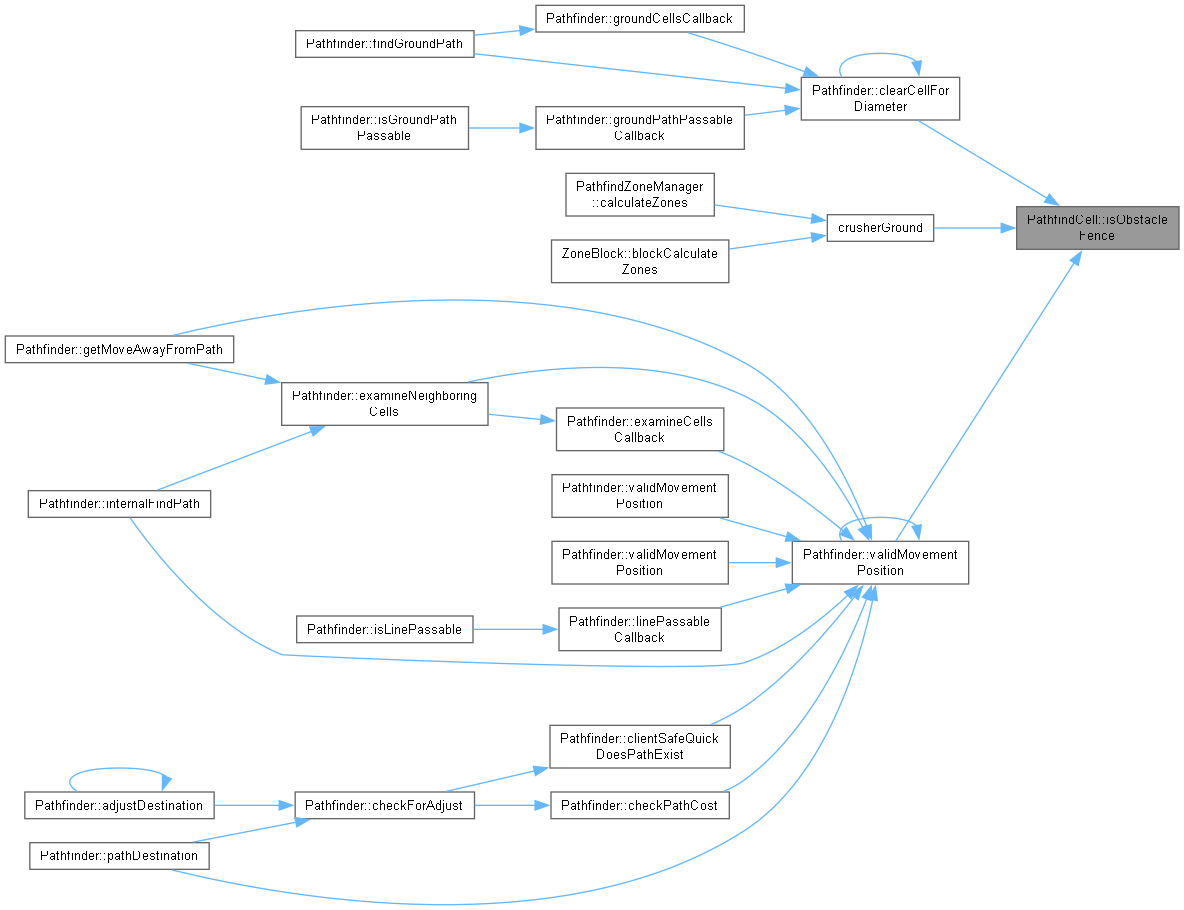 Pathfinder::groundCellsCallback
Pathfinder::findGroundPath
Pathfinder::clearCellFor
Diameter
Pathfinder::isGroundPath
Passable
Pathfinder::groundPathPassable
Callback
PathfindZoneManager
::calculateZones
crusherGround
PathfindCell::isObstacle
Fence
ZoneBlock::blockCalculate
Zones
Pathfinder::getMoveAwayFromPath
Pathfinder::examineNeighboring
Cells
Pathfinder::examineCells
Callback
Pathfinder::internalFindPath
Pathfinder::validMovement
Position
Pathfinder::validMovement
Position
Pathfinder::validMovement
Position
Pathfinder::isLinePassable
Pathfinder::linePassable
Callback
Pathfinder::clientSafeQuick
DoesPathExist
Pathfinder::adjustDestination
Pathfinder::checkForAdjust
Pathfinder::checkPathCost
Pathfinder::pathDestination